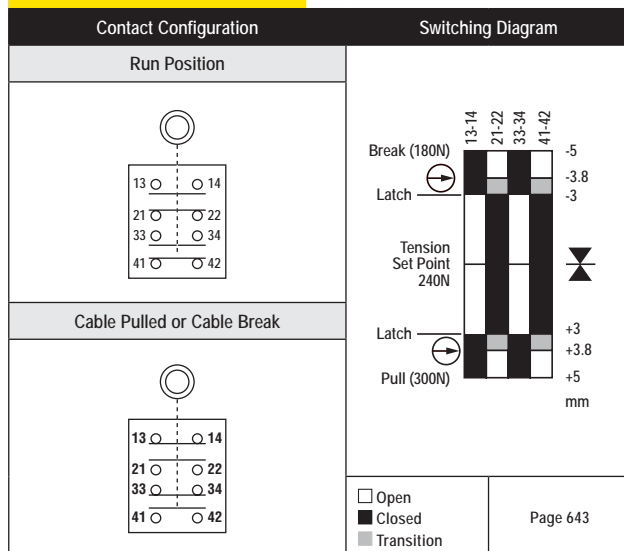 Contact Configuration
Switching Diagram
Run Position
13 14
21 22
33 34
41 42
Cable Pulled or Cable Break
13 14
21 22
33 34
41 42
13-14
21-22
33-34
41-42
Break (180N)
-5
-3.8
Latch
-3
Tension
Set Point
240N
Latch
+3
+3.8
Pull (300N)
+5
mm
Open
Closed
Transition
Page 643